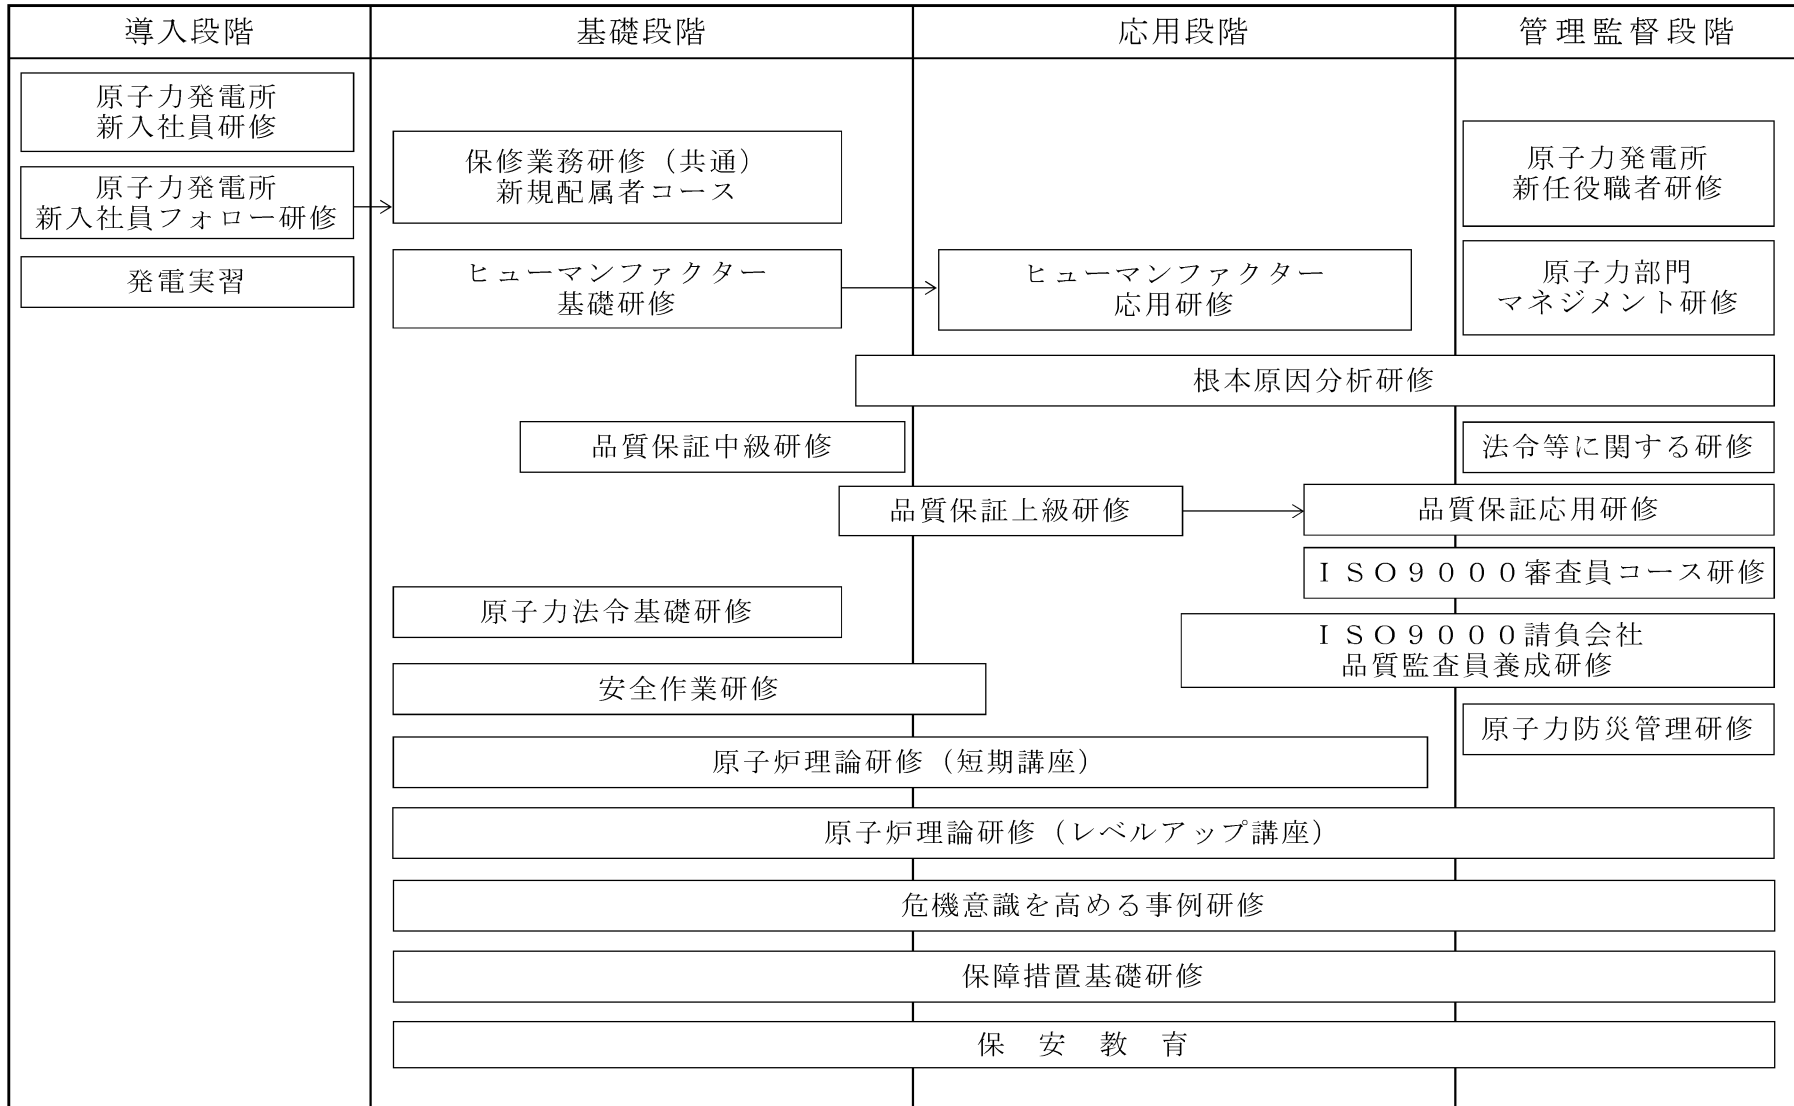 導入段階
基礎段階
応用段階
管理監督段階
原子力発電所
新入社員研修
原子力発電所
新入社員フォロー研修
発電実習
保修業務研修（共通）
新規配属者コース
ヒューマンファクター
基礎研修
ヒューマンファクター
応用研修
原子力発電所
新任役職者研修
原子力部門
マネジメント研修
根本原因分析研修
品質保証中級研修
法令等に関する研修
品質保証上級研修
品質保証応用研修
ＩＳＯ９０００審査員コース研修
原子力法令基礎研修
ＩＳＯ９０００請負会社
品質監査員養成研修
安全作業研修
原子力防災管理研修
原子炉理論研修（短期講座）
原子炉理論研修（レベルアップ講座）
危機意識を高める事例研修
保障措置基礎研修
保　安　教　育